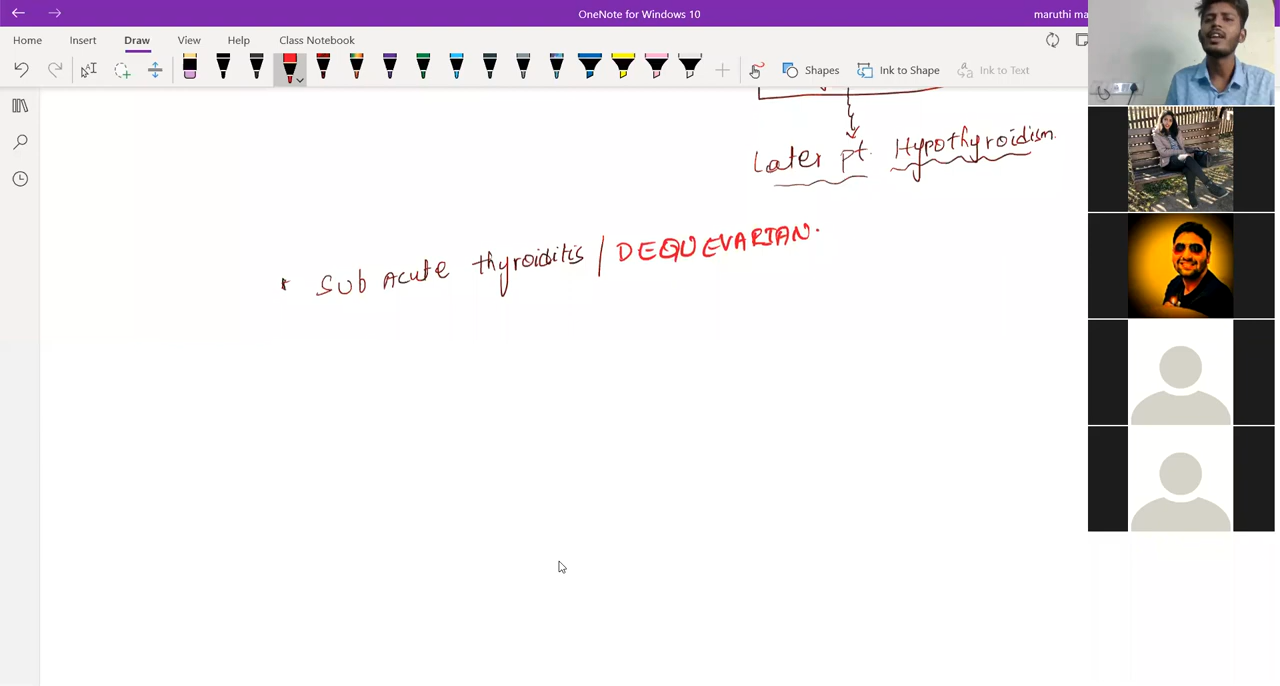 OneNote for Windows 10
maruthi ma
Home Insert Draw View Help Class Notebook
Shapes Ink to Shape Ink to Text
Later pt. Hypothyroidism.
* Sub Acute thyroiditis / DEQUEVARIAN.